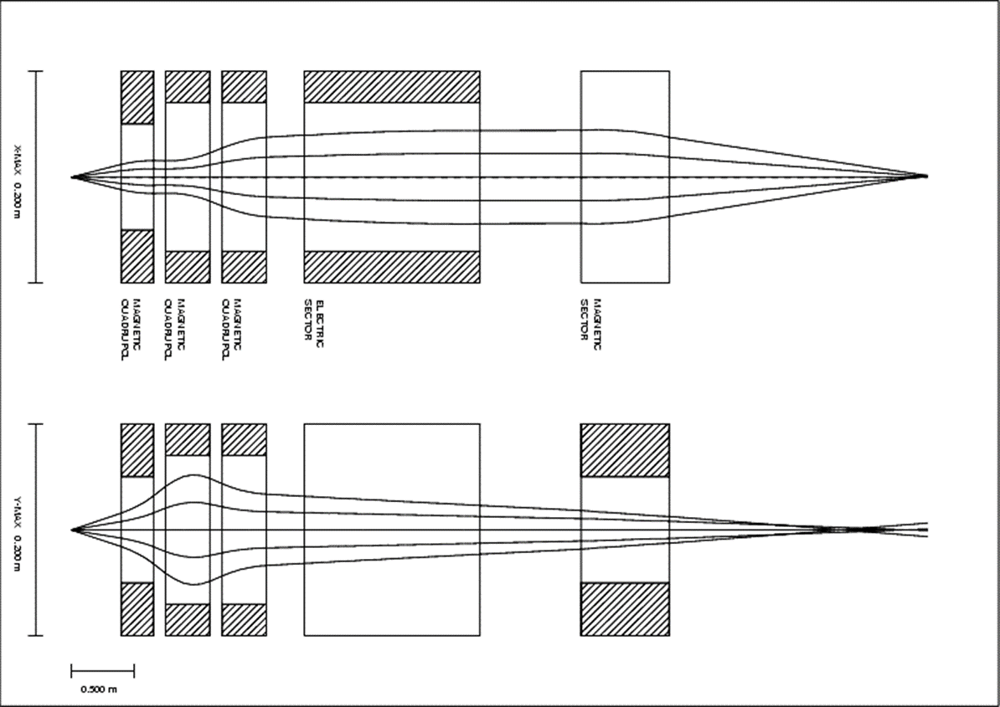 X-MAX 0.200 m
MAGNETIC
QUADRUPOL
MAGNETIC
QUADRUPOL
MAGNETIC
QUADRUPOL
ELECTRIC
SECTOR
MAGNETIC
SECTOR
Y-MAX 0.200 m
0.500 m